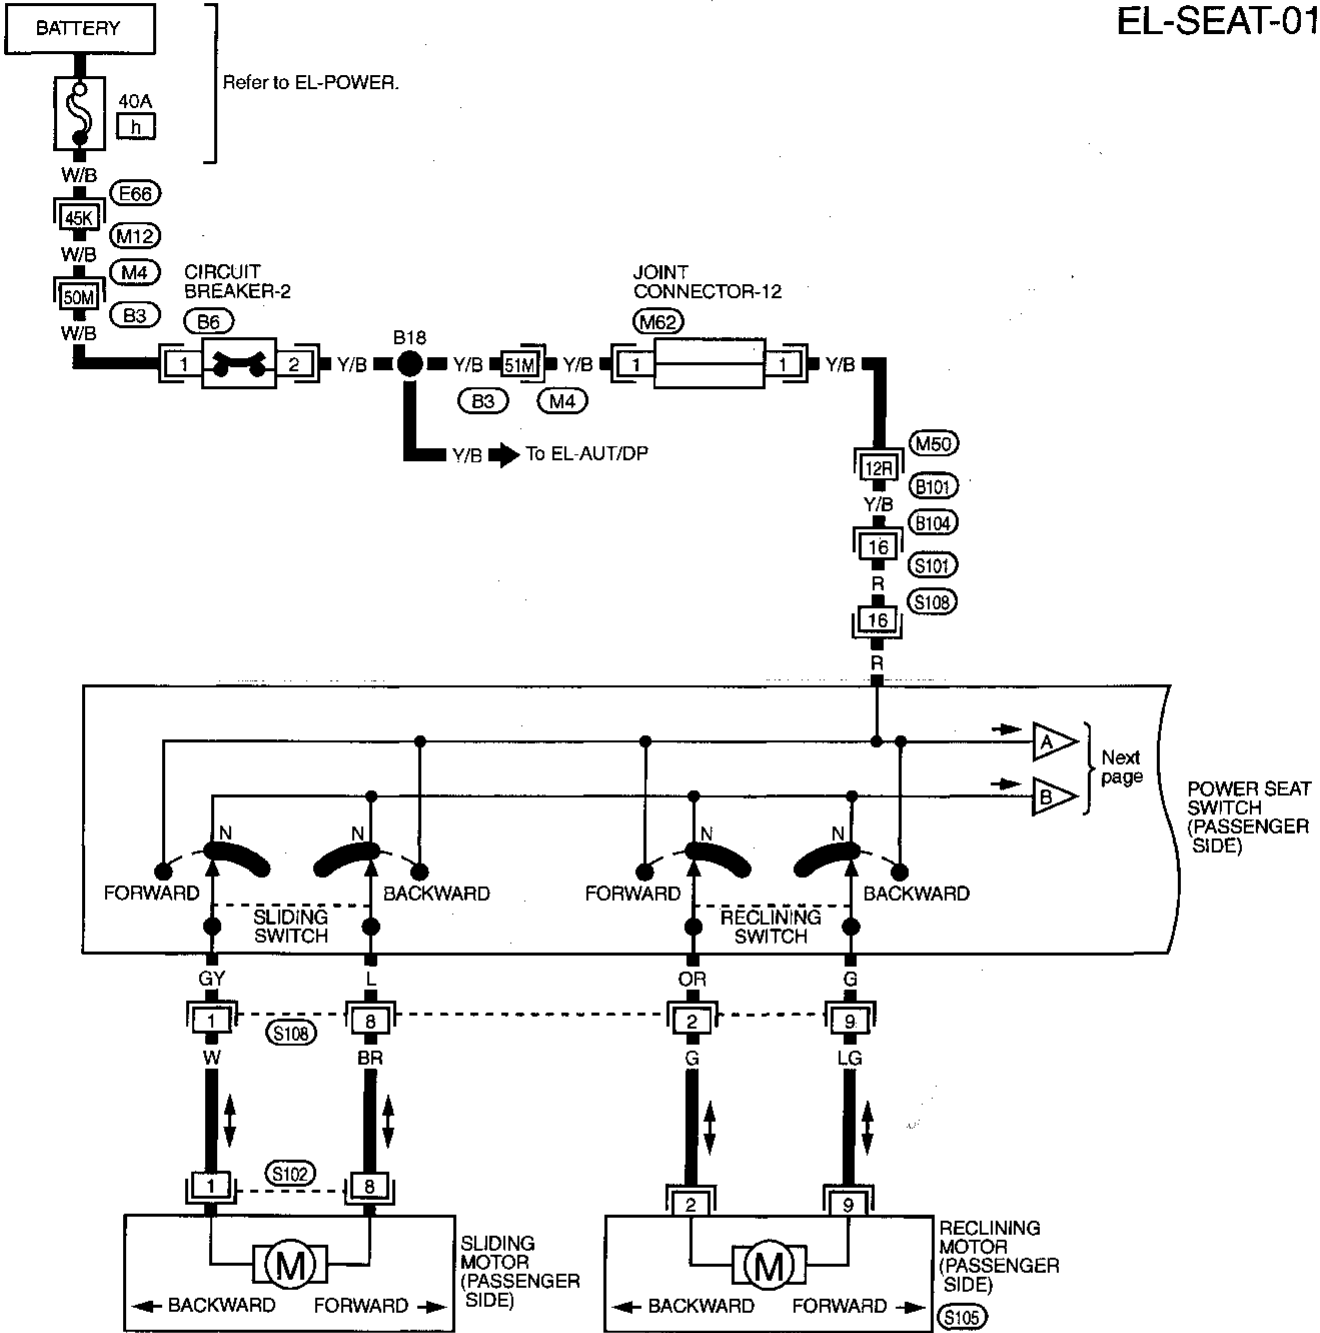 EL-SEAT-01
BATTERY
Refer to EL-POWER.
40A
h
W/B
E66
45K
M12
W/B
M4
50M
B3
W/B
CIRCUIT
BREAKER-2
B6
1
2
Y/B
B18
Y/B
51M
Y/B
B3
M4
JOINT
CONNECTOR-12
M62
1
1
Y/B
Y/B
To EL-AUT/DP
M50
12R
B101
Y/B
B104
16
S101
R
S108
16
R
A
B
Next
page
POWER SEAT
SWITCH
(PASSENGER
SIDE)
N
N
N
N
FORWARD
BACKWARD
FORWARD
BACKWARD
SLIDING
SWITCH
RECLINING
SWITCH
GY
L
OR
G
1
S108
8
2
9
W
BR
G
LG
1
S102
8
2
9
M
M
BACKWARD
FORWARD
BACKWARD
FORWARD
SLIDING
MOTOR
(PASSENGER
SIDE)
RECLINING
MOTOR
(PASSENGER
SIDE)
S105